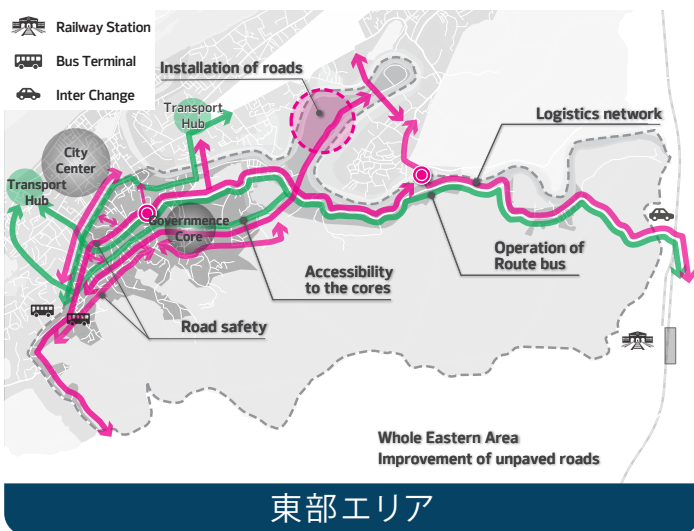 Railway Station
Bus Terminal
Inter Change
Installation of roads
Transport
Hub
Logistics network
City
Center
Transport
Hub
Governmence
Core
Operation of
Route bus
Accessibility
to the cores
Road safety
Whole Eastern Area
Improvement of unpaved roads
東部エリア